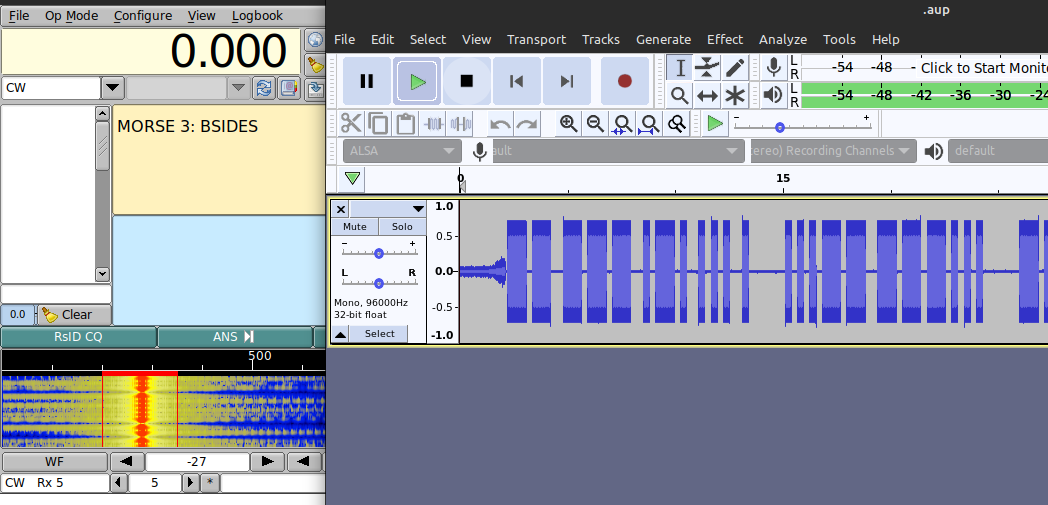 File Op Mode Configure View Logbook
0.000
CW
MORSE 3: BSIDES
0.0 Clear
RsID CQ ANS
500
WF -27
CW Rx 5 5 *
.aup
File Edit Select View Transport Tracks Generate Effect Analyze Tools Help
L R -54 -48 - Click to Start Monito
L R -54 -48 -42 -36 -30 -24
- +
ALSA ault ereo) Recording Channels default
0 15
X
Mute Solo
- +
L R
Mono, 96000Hz
32-bit float
Select
1.0
0.5
0.0
-0.5
-1.0